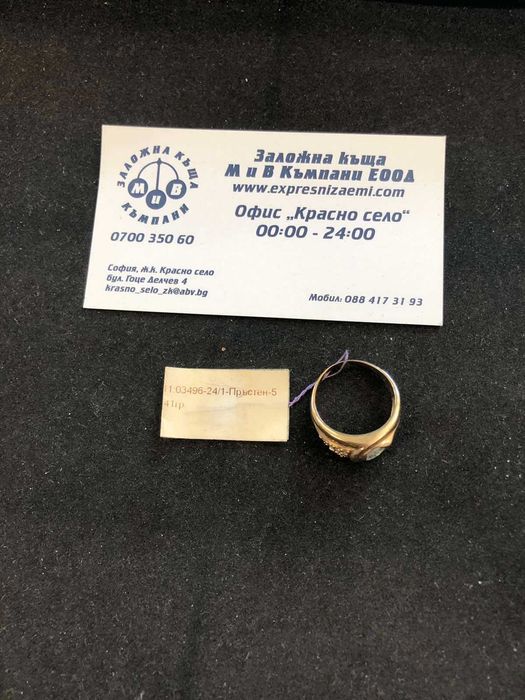 ЗАЛОЖНА КЪЩА
М и В
КЪМПАНИ
0700 350 60
Заложна къща
М и В Къмпани ЕООД
www.expresnizaemi.com
Офис „Красно село“
00:00 - 24:00
София, ж.к. Красно село
бул. Гоце Делчев 4
krasno_selo_zk@abv.bg
Мобил: 088 417 31 93
1.03496-24/1-Пръстен-5